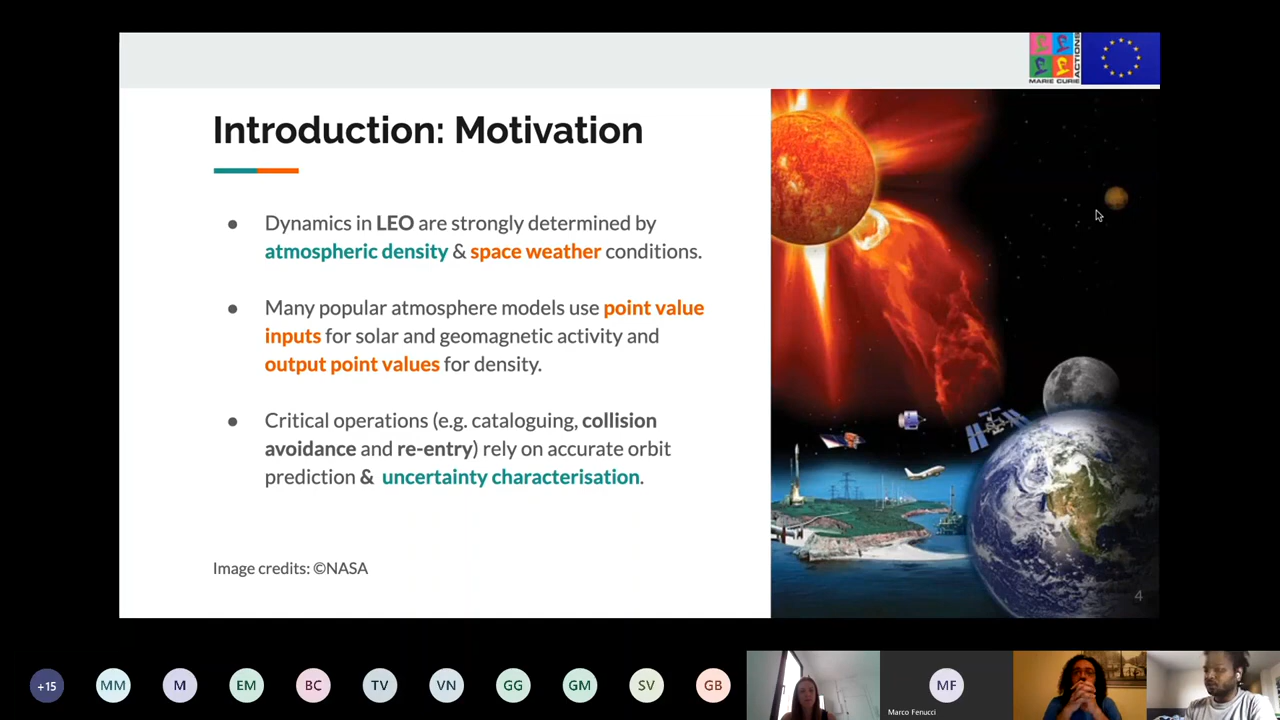 MARIE CURIE
ACTIONS
Introduction: Motivation
● Dynamics in LEO are strongly determined by
atmospheric density & space weather conditions.
● Many popular atmosphere models use point value
inputs for solar and geomagnetic activity and
output point values for density.
● Critical operations (e.g. cataloguing, collision
avoidance and re-entry) rely on accurate orbit
prediction & uncertainty characterisation.
Image credits: ©NASA
4
+15
MM
M
EM
BC
TV
VN
GG
GM
SV
GB
MF
Marco Fenucci